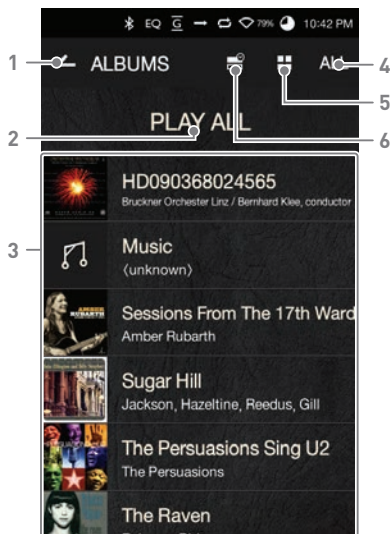 EQ G 79% 10:42 PM
1 ALBUMS 4
5
6
2 PLAY ALL
HD090368024565
Bruckner Orchester Linz / Bernhard Klee, conductor
3
Music
⟨unknown⟩
AMBER
RUBARTH
Sessions From The 17th Ward
Amber Rubarth
Sugar Hill
Jackson, Hazeltine, Reedus, Gill
The Persuasions Sing U2
The Persuasions
The Raven